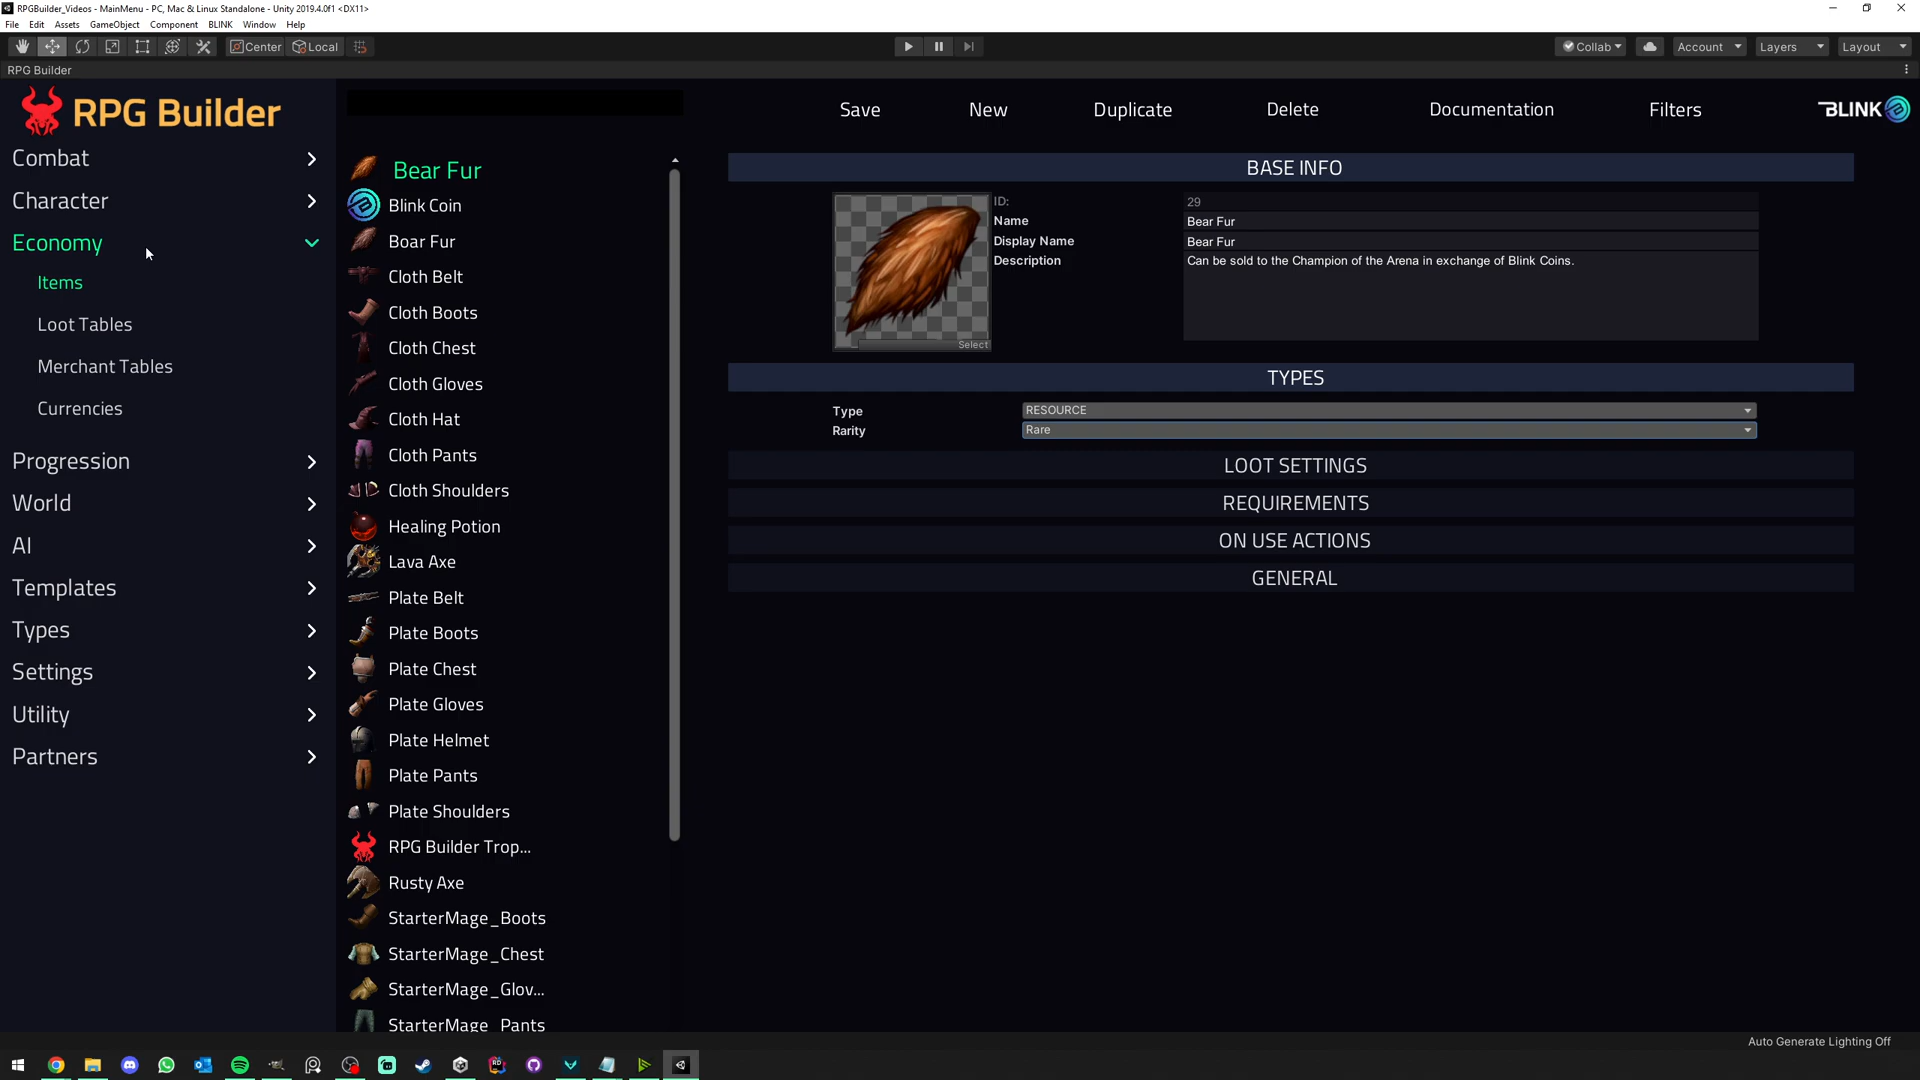 RPGBuilder_Videos - MainMenu - PC, Mac & Linux Standalone - Unity 2019.4.0f1 <DX11>
File Edit Assets GameObject Component BLINK Window Help
Center Local Collab Account Layers Layout
RPG Builder
RPG Builder
Combat
Character
Economy
Items
Loot Tables
Merchant Tables
Currencies
Progression
World
AI
Templates
Types
Settings
Utility
Partners
Bear Fur
Blink Coin
Boar Fur
Cloth Belt
Cloth Boots
Cloth Chest
Cloth Gloves
Cloth Hat
Cloth Pants
Cloth Shoulders
Healing Potion
Lava Axe
Plate Belt
Plate Boots
Plate Chest
Plate Gloves
Plate Helmet
Plate Pants
Plate Shoulders
RPG Builder Trop...
Rusty Axe
StarterMage_Boots
StarterMage_Chest
StarterMage_Glov...
StarterMage_Pants
Save New Duplicate Delete Documentation Filters BLINK
BASE INFO
ID: 29
Name Bear Fur
Display Name Bear Fur
Description Can be sold to the Champion of the Arena in exchange of Blink Coins.
Select
TYPES
Type RESOURCE
Rarity Rare
LOOT SETTINGS
REQUIREMENTS
ON USE ACTIONS
GENERAL
Auto Generate Lighting Off